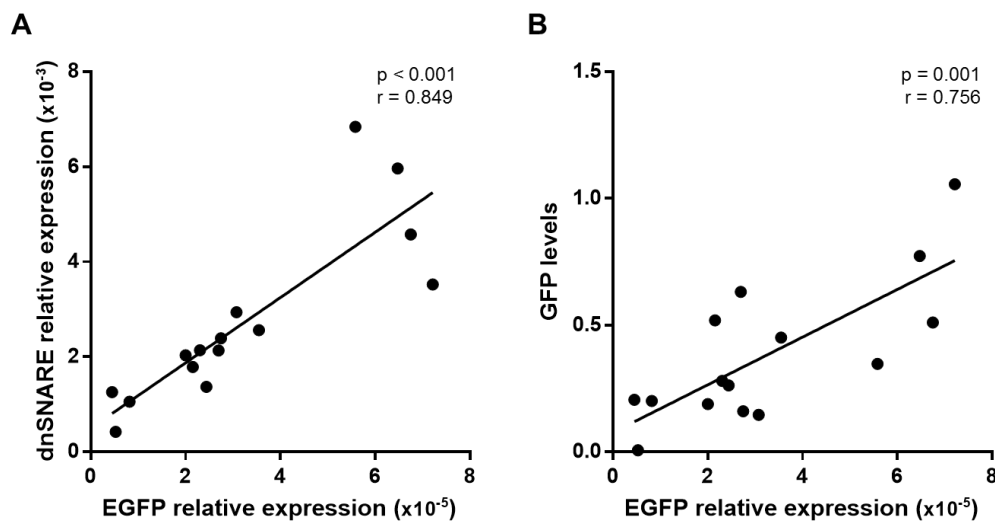 A
p < 0.001
r = 0.849
dnSNARE relative expression (x10⁻³)
8
6
4
2
0
0 2 4 6 8
EGFP relative expression (x10⁻⁵)
B
p = 0.001
r = 0.756
GFP levels
1.5
1.0
0.5
0.0
0 2 4 6 8
EGFP relative expression (x10⁻⁵)